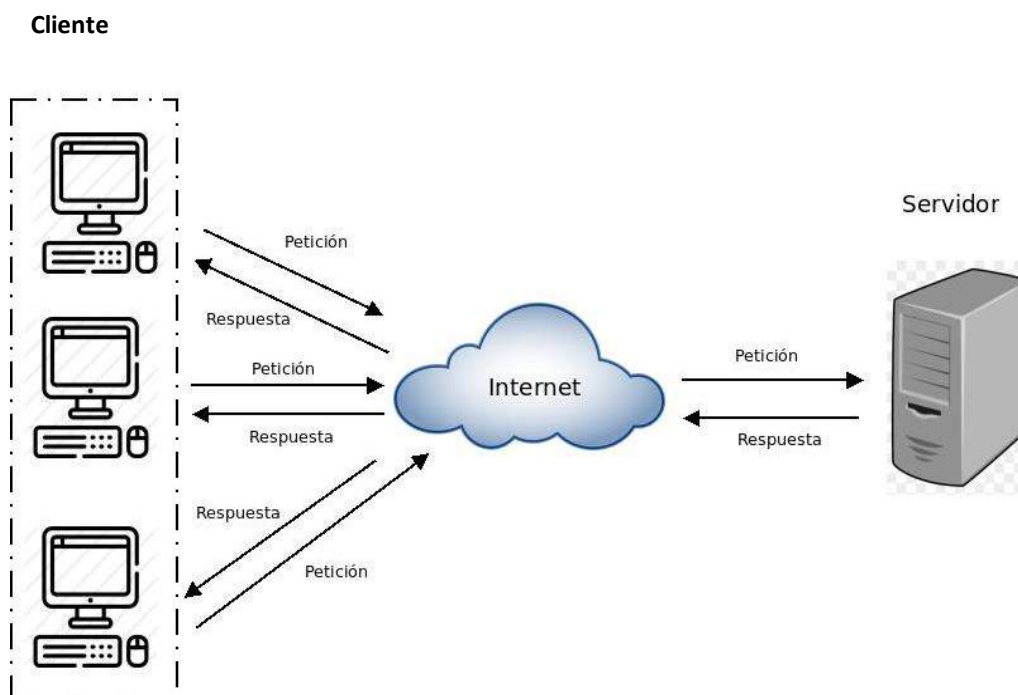 Cliente
Servidor
Petición
Respuesta
Petición
Respuesta
Internet
Petición
Respuesta
Respuesta
Petición